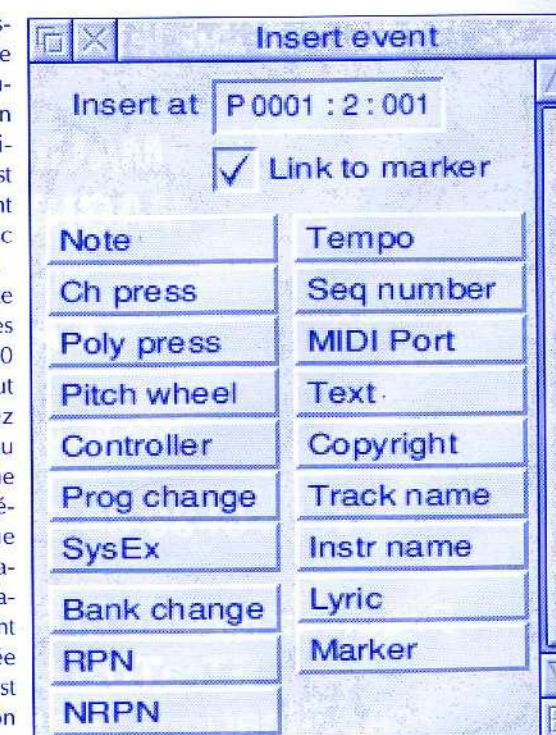 Insert event
Insert at P0001 : 2 : 001
Link to marker
Note
Ch press
Poly press
Pitch wheel
Controller
Prog change
SysEx
Bank change
RPN
NRPN
Tempo
Seq number
MIDI Port
Text
Copyright
Track name
Instr name
Lyric
Marker